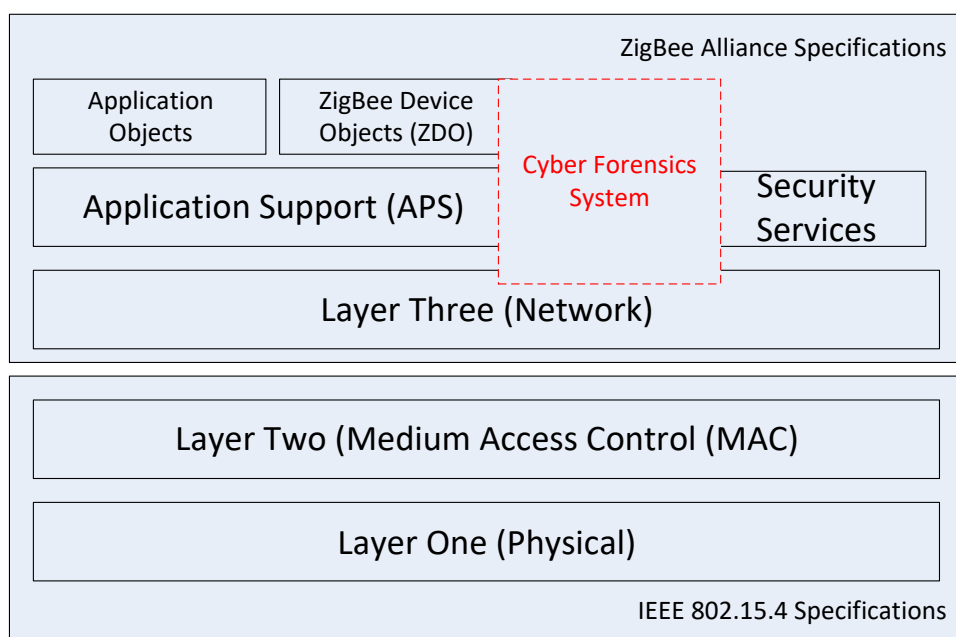 ZigBee Alliance Specifications
Application
Objects
ZigBee Device
Objects (ZDO)
Cyber Forensics
System
Application Support (APS)
Security
Services
Layer Three (Network)
Layer Two (Medium Access Control (MAC)
Layer One (Physical)
IEEE 802.15.4 Specifications